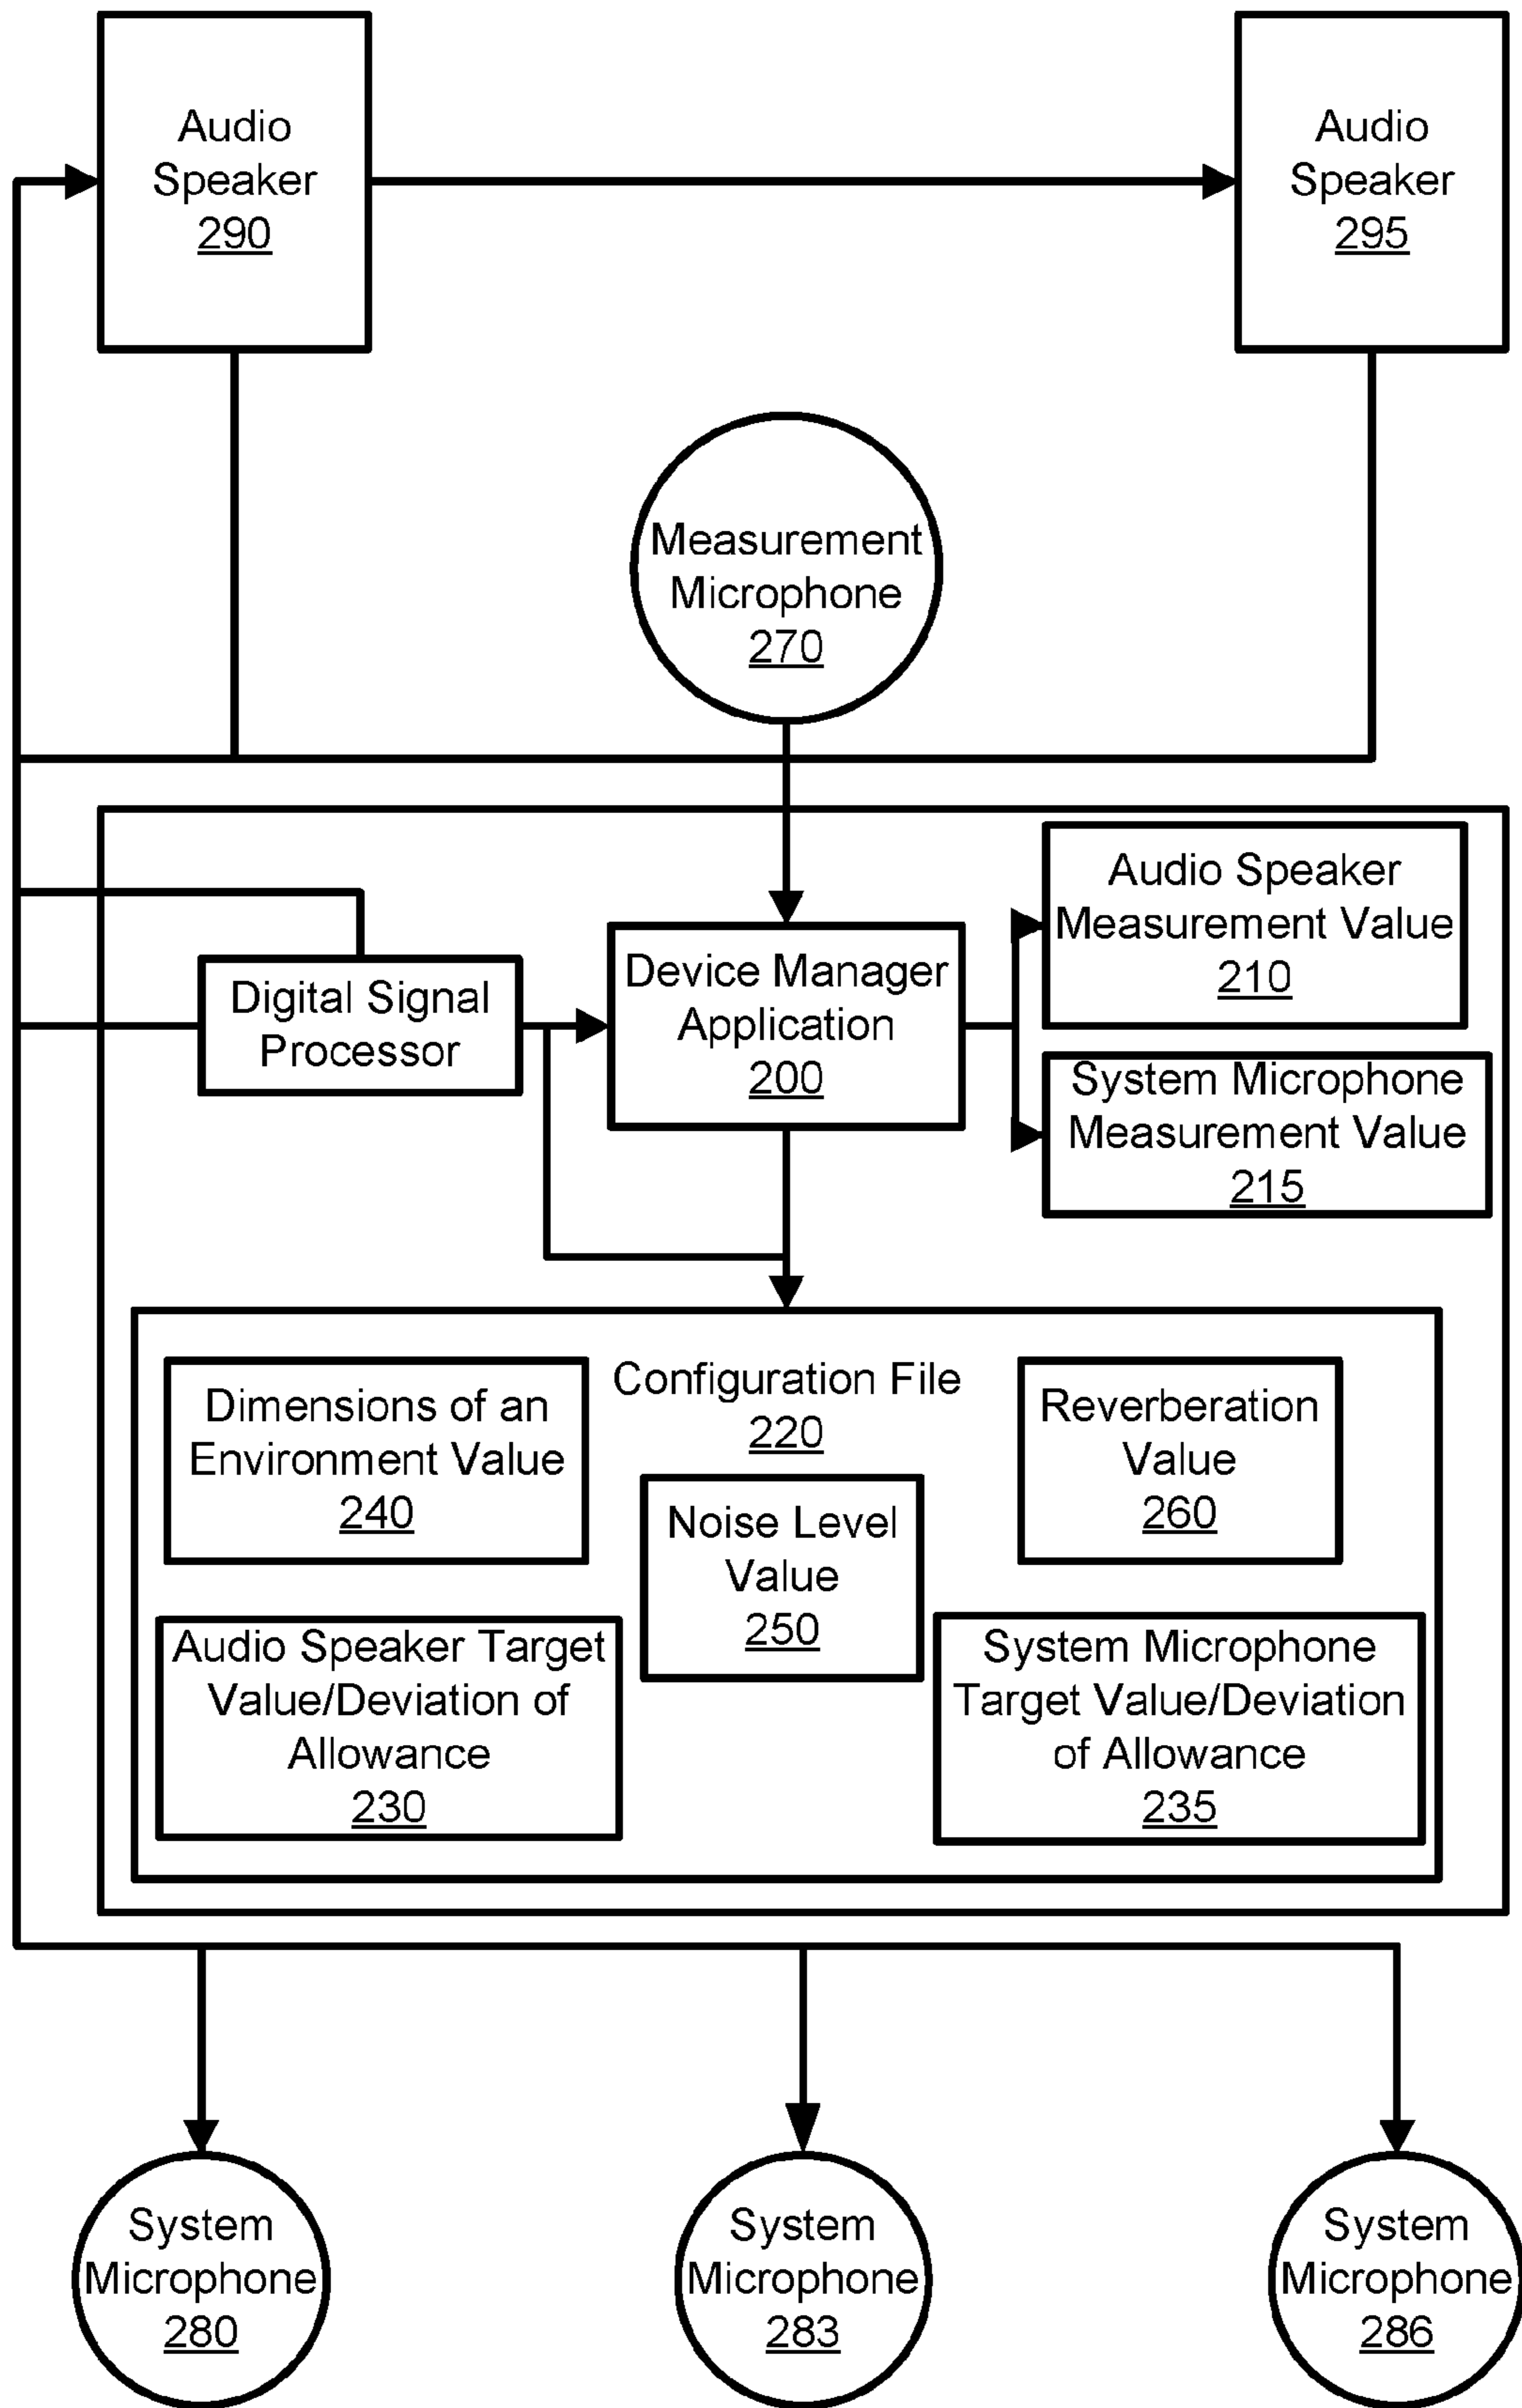 Audio
Speaker
290
Audio
Speaker
295
Measurement
Microphone
270
Audio Speaker
Measurement Value
210
Digital Signal
Processor
Device Manager
Application
200
System Microphone
Measurement Value
215
Configuration File
220
Dimensions of an
Environment Value
240
Reverberation
Value
260
Noise Level
Value
250
Audio Speaker Target
Value/Deviation of
Allowance
230
System Microphone
Target Value/Deviation
of Allowance
235
System
Microphone
280
System
Microphone
283
System
Microphone
286